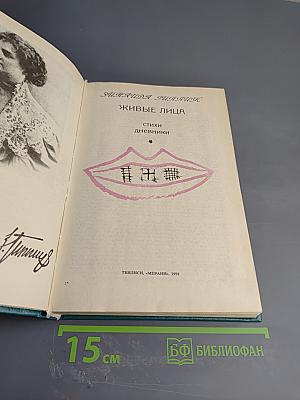 ЗИНАИДА ГИППИУС
ЖИВЫЕ ЛИЦА
СТИХИ
ДНЕВНИКИ
ТБИЛИСИ, «МЕРАНИ», 1991
15 см
БФ БИБЛИОФАН